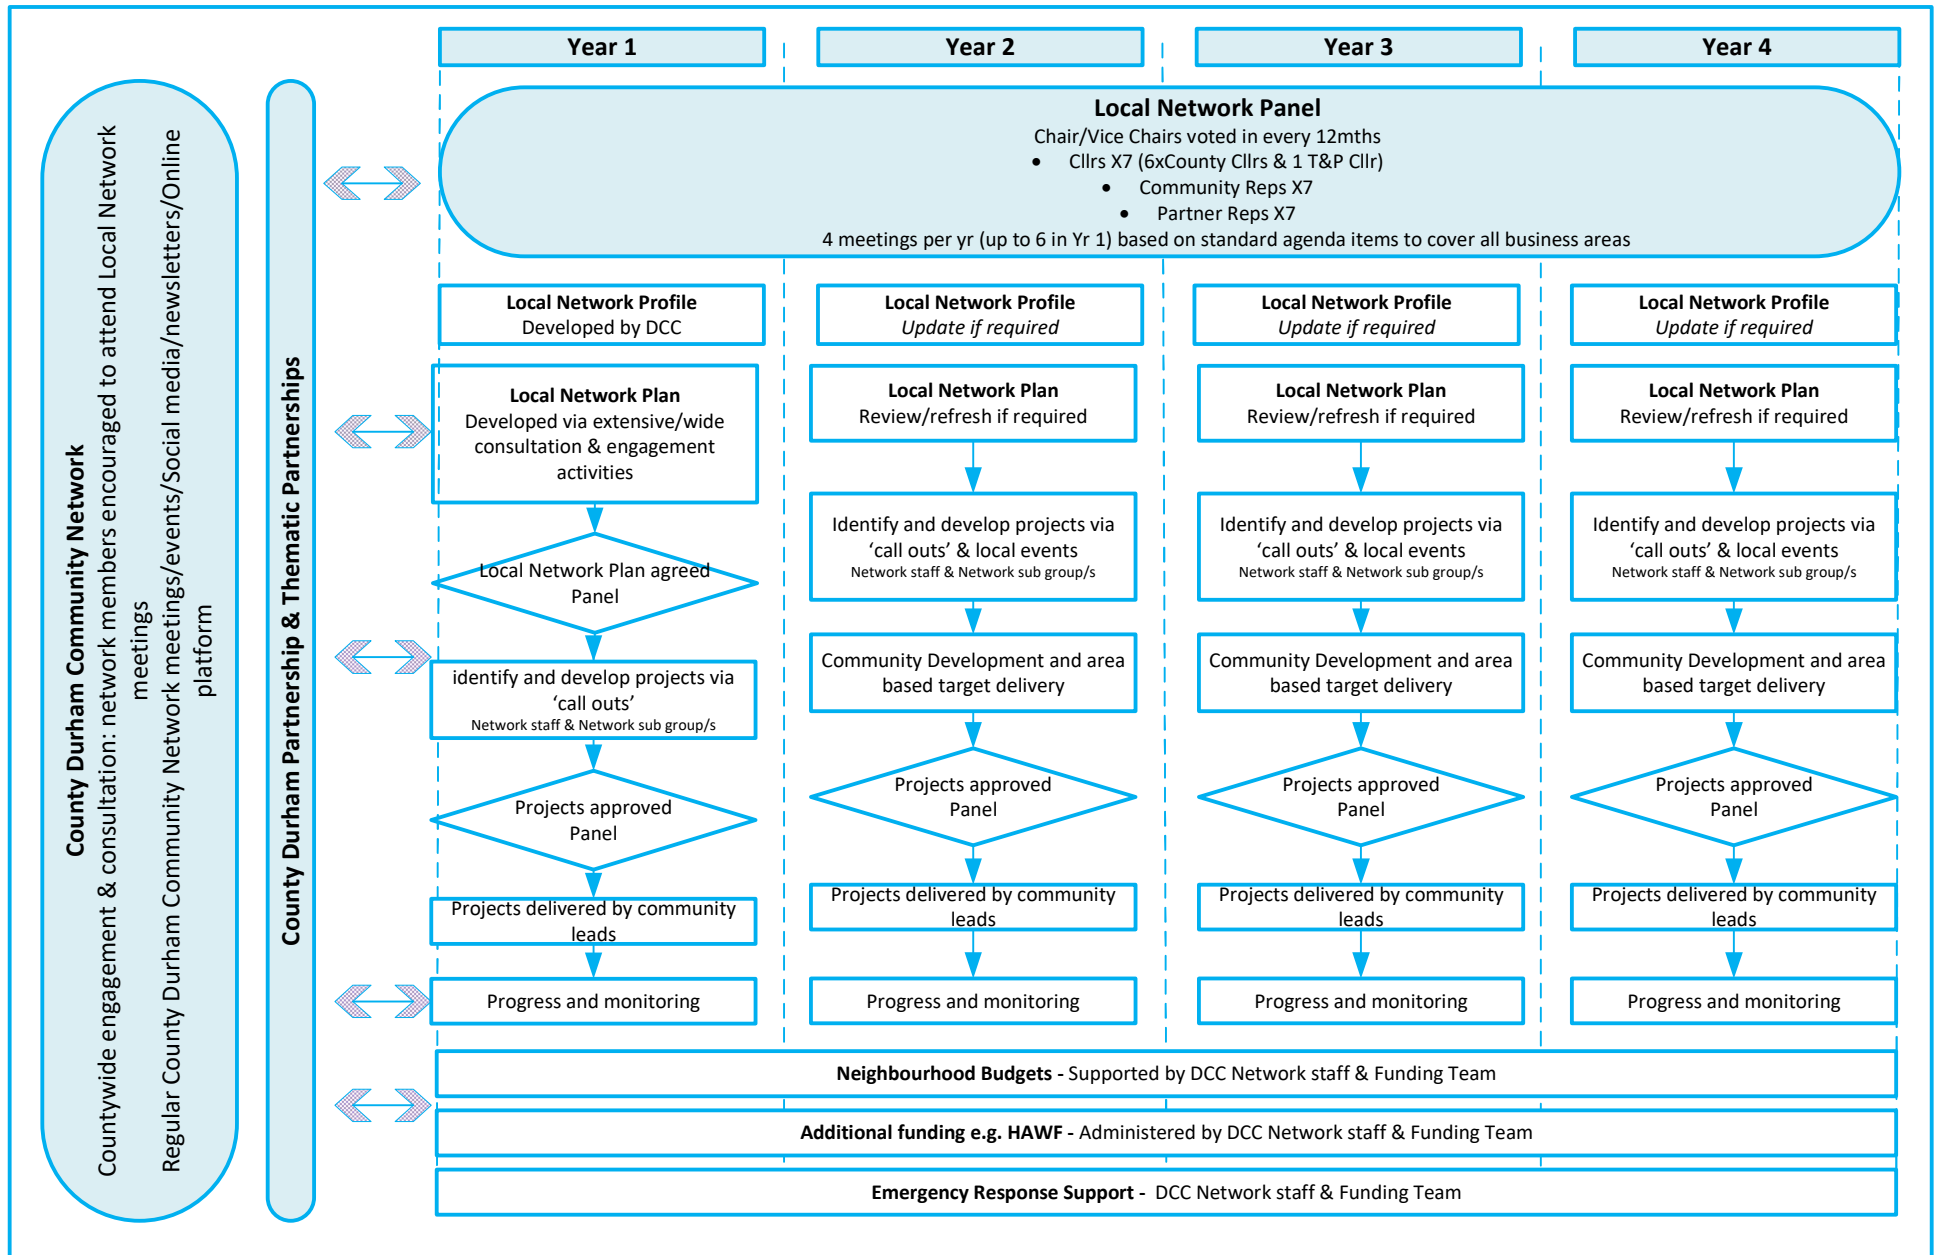 County Durham Community Network
Countywide engagement & consultation: network members encouraged to attend Local Network
meetings
Regular County Durham Community Network meetings/events/Social media/newsletters/Online
platform
County Durham Partnership & Thematic Partnerships
Year 1
Year 2
Year 3
Year 4
Local Network Panel
Chair/Vice Chairs voted in every 12mths
• Cllrs X7 (6xCounty Cllrs & 1 T&P Cllr)
• Community Reps X7
• Partner Reps X7
4 meetings per yr (up to 6 in Yr 1) based on standard agenda items to cover all business areas
Local Network Profile
Developed by DCC
Local Network Plan
Developed via extensive/wide
consultation & engagement
activities
Local Network Plan agreed
Panel
identify and develop projects via
‘call outs’
Network staff & Network sub group/s
Projects approved
Panel
Projects delivered by community
leads
Progress and monitoring
Local Network Profile
Update if required
Local Network Plan
Review/refresh if required
Identify and develop projects via
‘call outs’ & local events
Network staff & Network sub group/s
Community Development and area
based target delivery
Projects approved
Panel
Projects delivered by community
leads
Progress and monitoring
Local Network Profile
Update if required
Local Network Plan
Review/refresh if required
Identify and develop projects via
‘call outs’ & local events
Network staff & Network sub group/s
Community Development and area
based target delivery
Projects approved
Panel
Projects delivered by community
leads
Progress and monitoring
Local Network Profile
Update if required
Local Network Plan
Review/refresh if required
Identify and develop projects via
‘call outs’ & local events
Network staff & Network sub group/s
Community Development and area
based target delivery
Projects approved
Panel
Projects delivered by community
leads
Progress and monitoring
Neighbourhood Budgets - Supported by DCC Network staff & Funding Team
Additional funding e.g. HAWF - Administered by DCC Network staff & Funding Team
Emergency Response Support - DCC Network staff & Funding Team